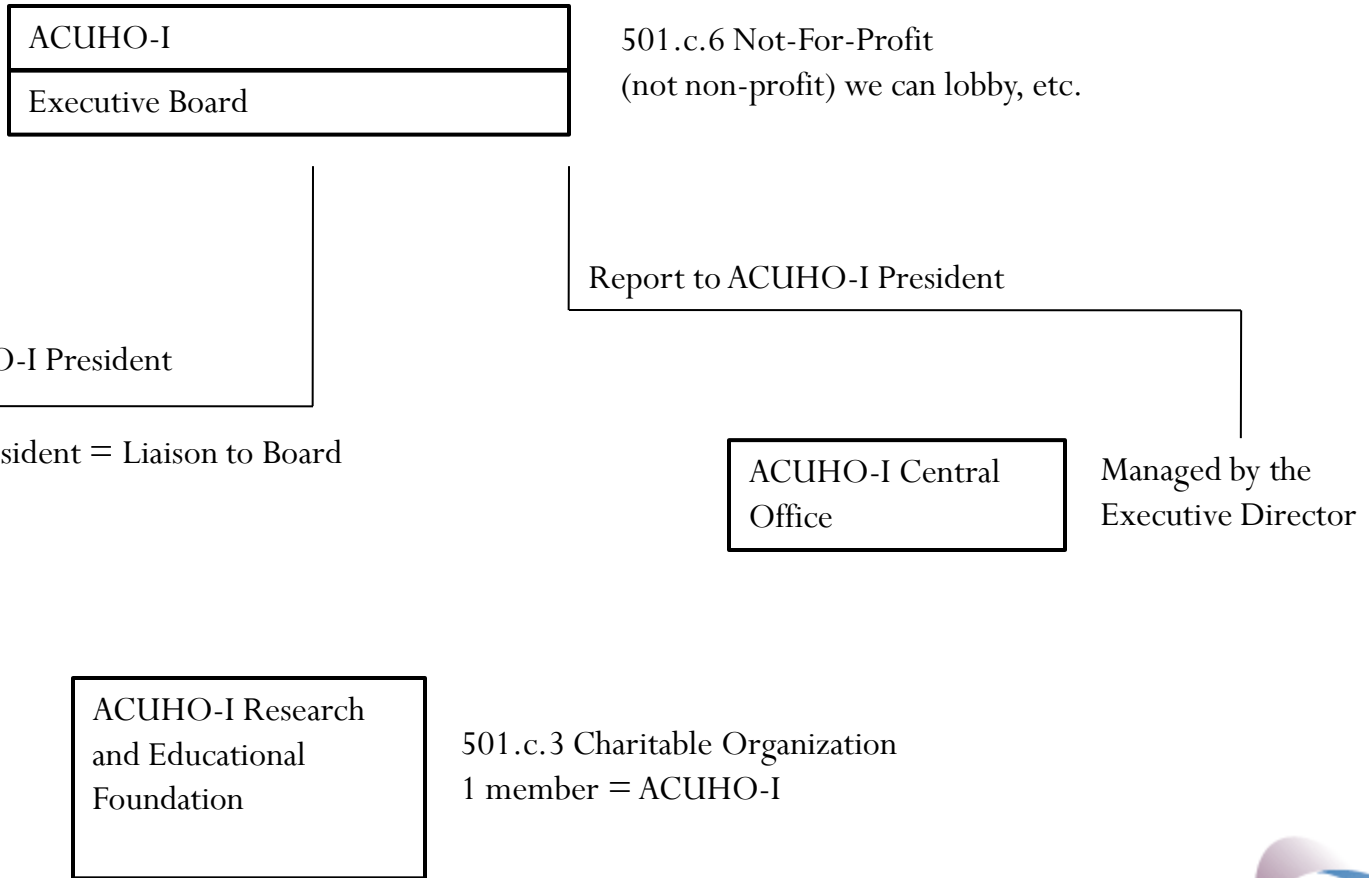 ACUHO-I
Executive Board
501.c.6 Not-For-Profit
(not non-profit) we can lobby, etc.
Report to ACUHO-I President
O-I President
sident = Liaison to Board
ACUHO-I Central
Office
Managed by the
Executive Director
ACUHO-I Research
and Educational
Foundation
501.c.3 Charitable Organization
1 member = ACUHO-I